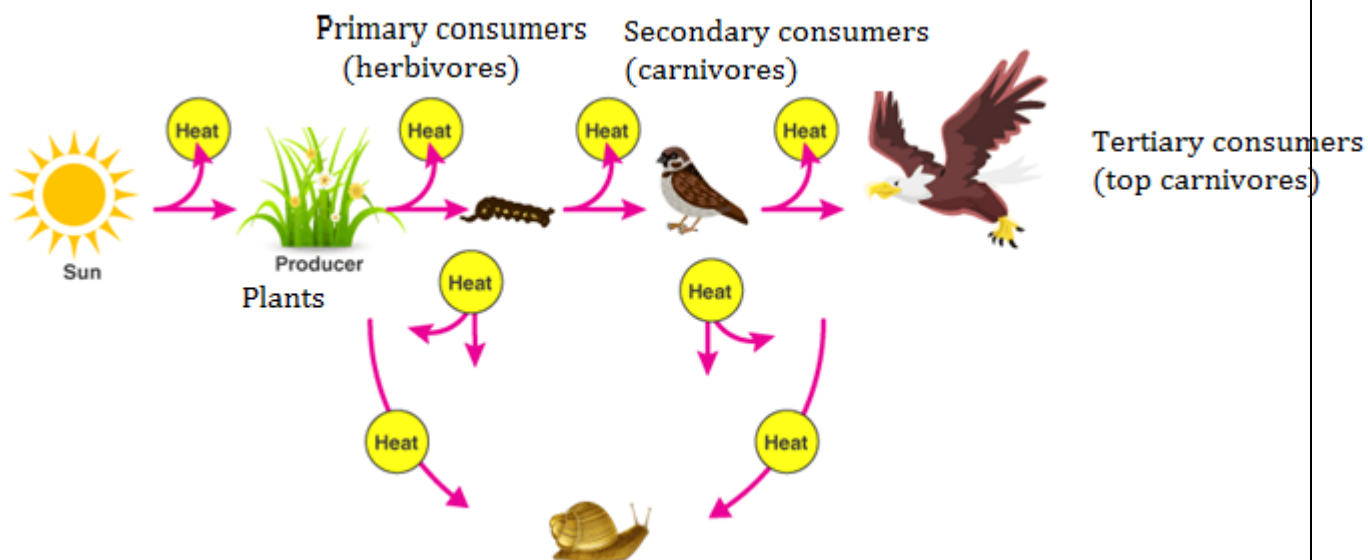 Primary consumers
(herbivores)
Secondary consumers
(carnivores)
Heat
Heat
Heat
Heat
Tertiary consumers
(top carnivores)
Sun
Producer
Plants
Heat
Heat
Heat
Heat